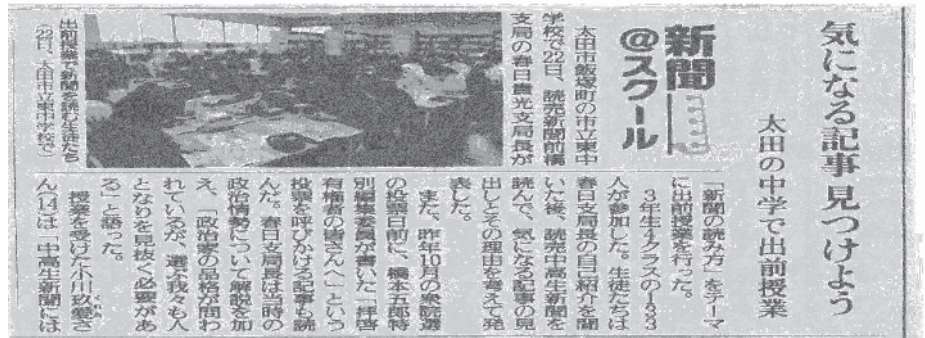 気になる記事見つけよう
太田の中学で出前授業
新聞
@スクール
太田市飯塚町の市立東中
学校で22日、読売新聞前橋
支局の春日貴光支局長が
出前授業で新聞を読む生徒たち
(22日、太田市立東中学校で)
「新聞の読み方」をテーマ
に出前授業を行った。
3年生4クラスの133
人が参加した。生徒たちは
春日支局長の自己紹介を聞
いた後、読売中高生新聞を
読んで、気になる記事の見
出しとその理由を考えて発
表した。
また、昨年10月の衆院選
の投票日前に、橋本五郎特
別編集委員が書いた「拝啓
有権者の皆さんへ」という
投票を呼びかける記事も読
んだ。春日支局長は当時の
政治情勢について解説を加
え、「政治家の品格が問わ
れているが、選ぶ我々も人
となりを見抜く必要があ
る」と語った。
授業を受けた小川玖愛さ
ん(14)は「中高生新聞には